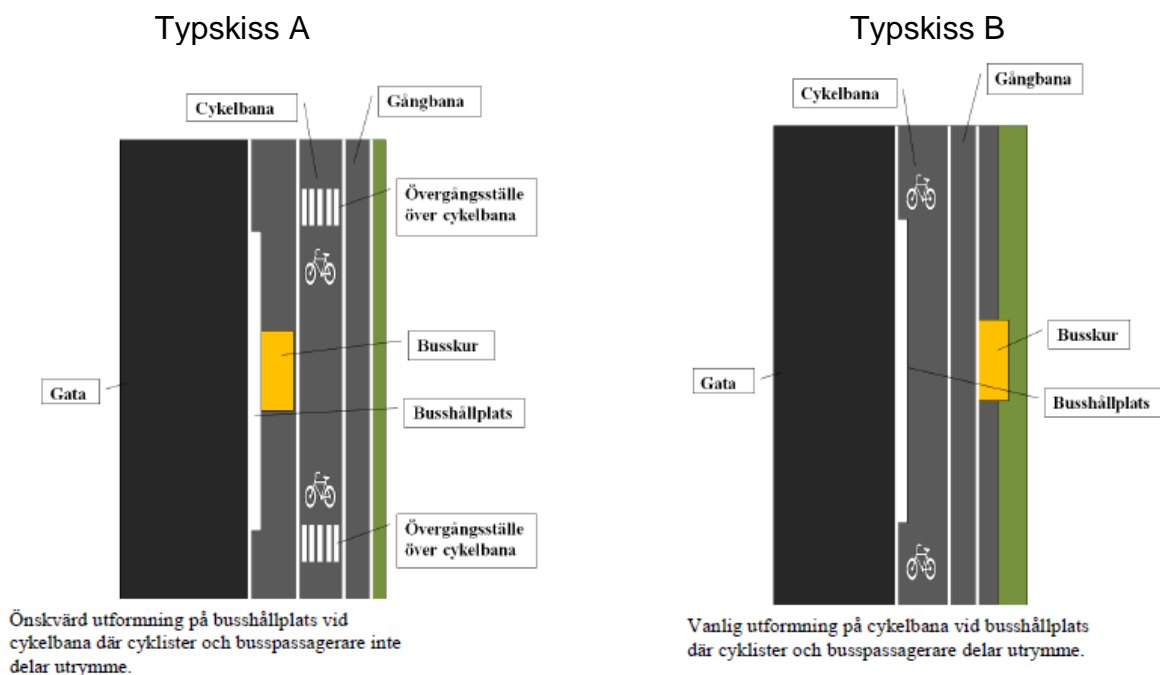 Typskiss A
Cykelbana
Gångbana
Övergångsställe
över cykelbana
Busskur
Gata
Busshållplats
Övergångsställe
över cykelbana
Önskvärd utformning på busshållplats vid
cykelbana där cyklister och busspassagerare inte
delar utrymme.
Typskiss B
Cykelbana
Gångbana
Busskur
Gata
Busshållplats
Vanlig utformning på cykelbana vid busshållplats
där cyklister och busspassagerare delar utrymme.